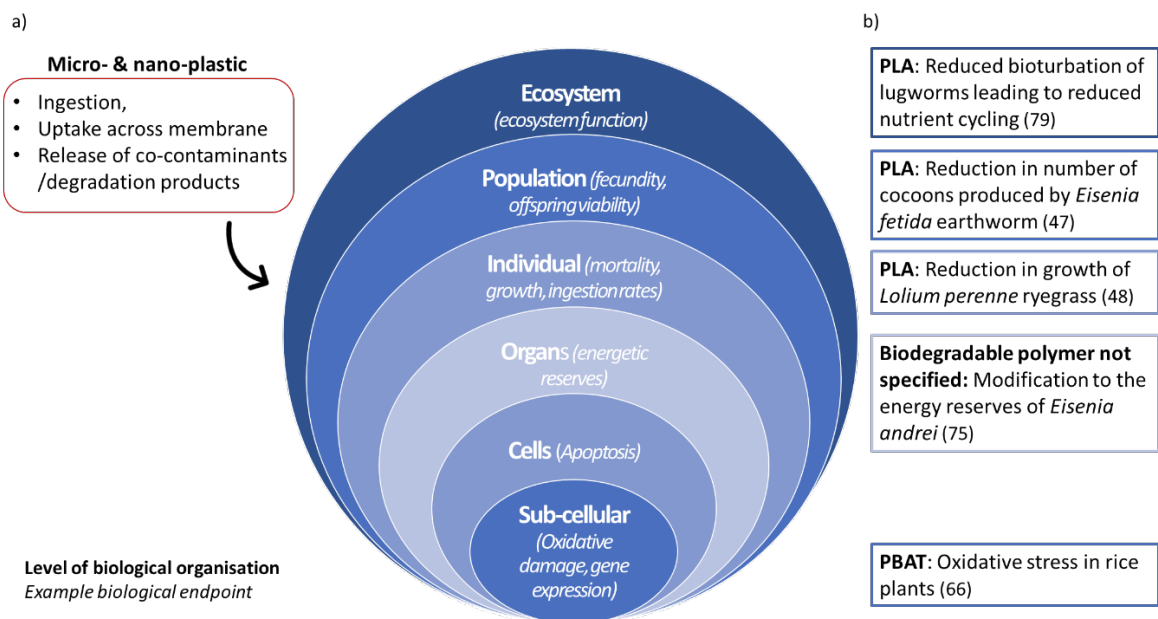 a)
Micro- & nano-plastic
• Ingestion,
• Uptake across membrane
• Release of co-contaminants
/degradation products
Ecosystem
(ecosystem function)
Population (fecundity,
offspring viability)
Individual (mortality,
growth, ingestion rates)
Organs (energetic
reserves)
Cells (Apoptosis)
Sub-cellular
(Oxidative
damage, gene
expression)
Level of biological organisation
Example biological endpoint
b)
PLA: Reduced bioturbation of
lugworms leading to reduced
nutrient cycling (79)
PLA: Reduction in number of
cocoons produced by Eisenia
fetida earthworm (47)
PLA: Reduction in growth of
Lolium perenne ryegrass (48)
Biodegradable polymer not
specified: Modification to the
energy reserves of Eisenia
andrei (75)
PBAT: Oxidative stress in rice
plants (66)